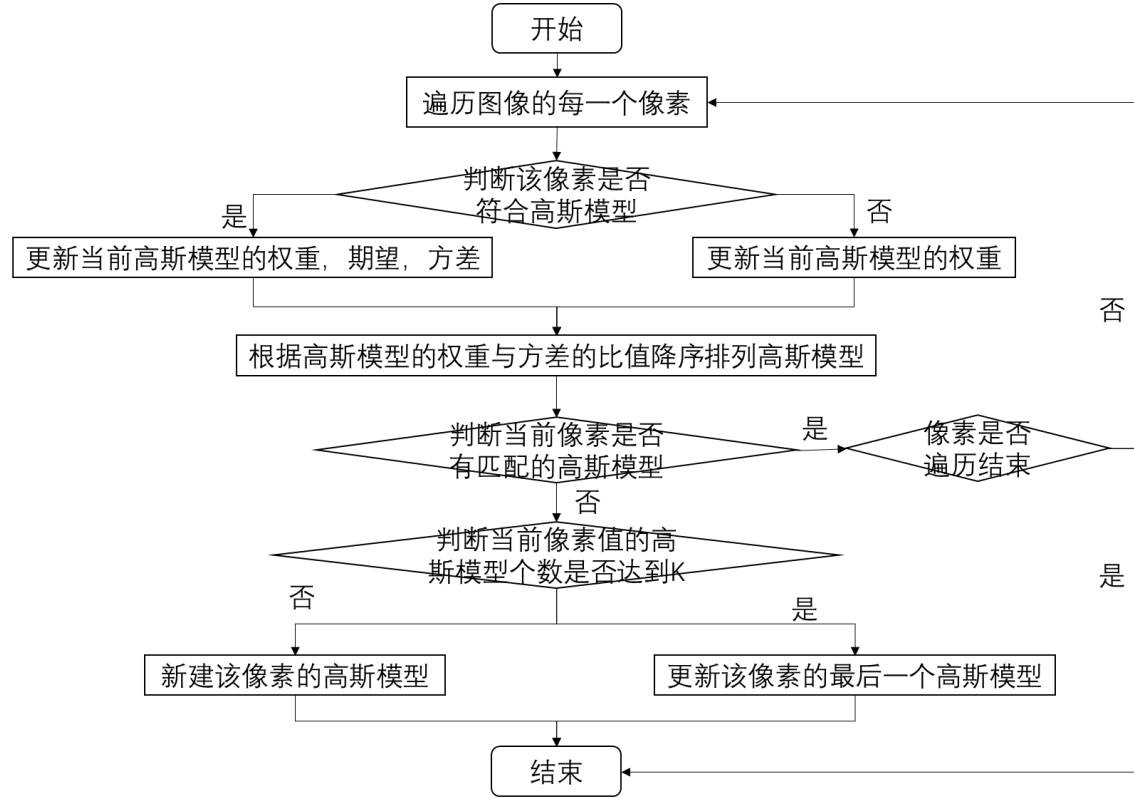 开始
遍历图像的每一个像素
判断该像素是否
符合高斯模型
是
否
更新当前高斯模型的权重，期望，方差
更新当前高斯模型的权重
否
根据高斯模型的权重与方差的比值降序排列高斯模型
判断当前像素是否
有匹配的高斯模型
是
像素是否
遍历结束
否
判断当前像素值的高
斯模型个数是否达到K
是
否
是
新建该像素的高斯模型
更新该像素的最后一个高斯模型
结束